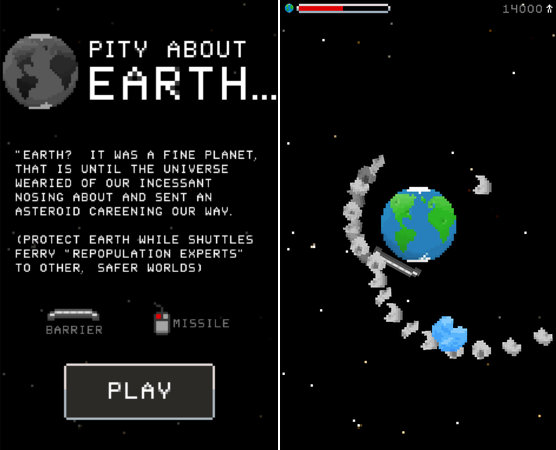 PITY ABOUT
EARTH...
"EARTH? IT WAS A FINE PLANET,
THAT IS UNTIL THE UNIVERSE
WEARIED OF OUR INCESSANT
NOSING ABOUT AND SENT AN
ASTEROID CAREENING OUR WAY.
(PROTECT EARTH WHILE SHUTTLES
FERRY "REPOPULATION EXPERTS"
TO OTHER, SAFER WORLDS)
BARRIER
MISSILE
PLAY
14000